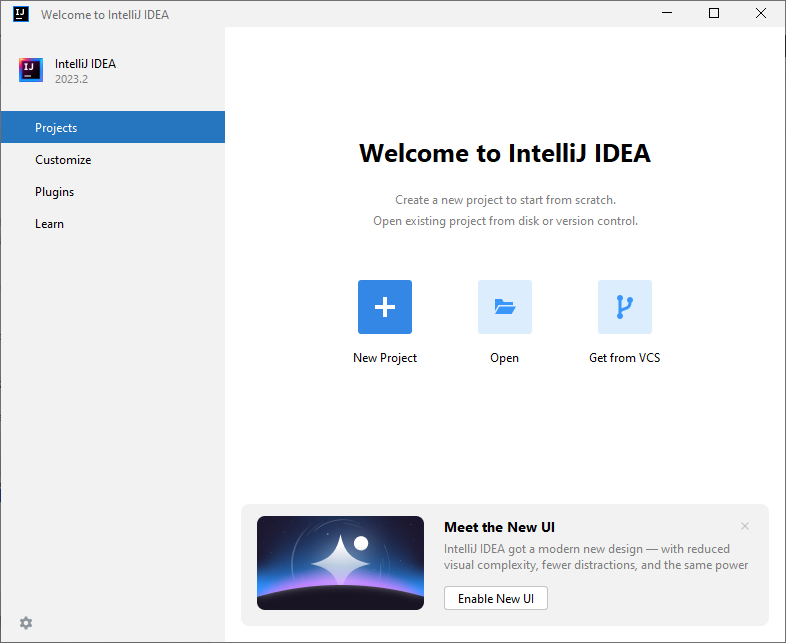 IJ
Welcome to IntelliJ IDEA
IJ
IntelliJ IDEA
2023.2
Projects
Customize
Plugins
Learn
Welcome to IntelliJ IDEA
Create a new project to start from scratch.
Open existing project from disk or version control.
New Project
Open
Get from VCS
Meet the New UI
IntelliJ IDEA got a modern new design — with reduced
visual complexity, fewer distractions, and the same power
Enable New UI